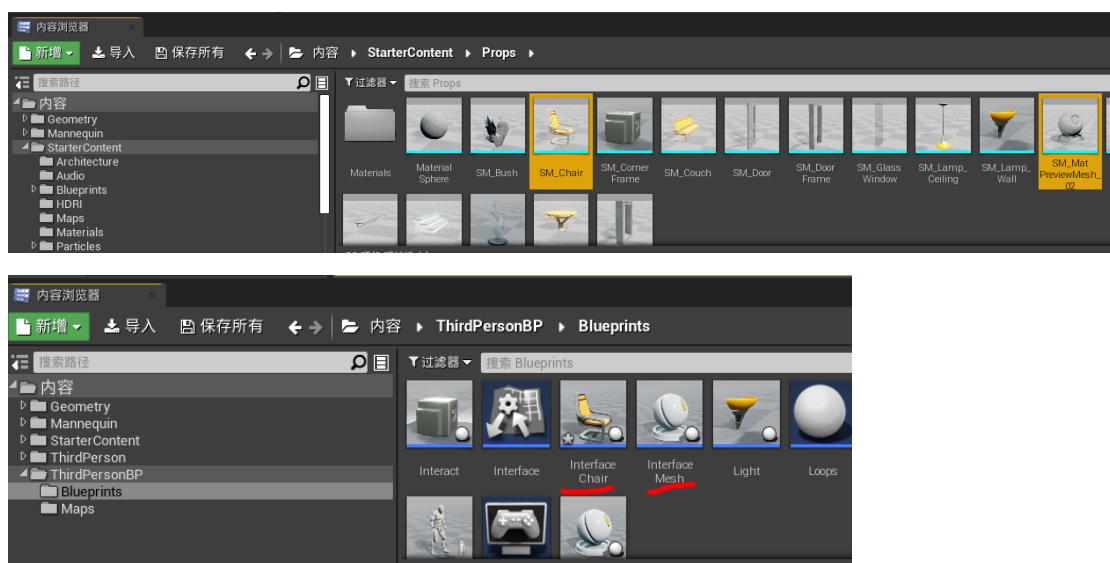 内容浏览器
新增 导入 保存所有 内容 StarterContent Props
搜索路径
过滤器 搜索 Props
内容
Geometry
Mannequin
StarterContent
Architecture
Audio
Blueprints
HDRI
Maps
Materials
Particles
Materials
Material
Sphere
SM_Bush
SM_Chair
SM_Corner
Frame
SM_Couch
SM_Door
SM_Door
Frame
SM_Glass
Window
SM_Lamp_
Ceiling
SM_Lamp_
Wall
SM_Mat
PreviewMesh_
02
内容浏览器
新增 导入 保存所有 内容 ThirdPersonBP Blueprints
搜索路径
过滤器 搜索 Blueprints
内容
Geometry
Mannequin
StarterContent
ThirdPerson
ThirdPersonBP
Blueprints
Maps
Interact
Interface
Interface
Chair
Interface
Mesh
Light
Loops